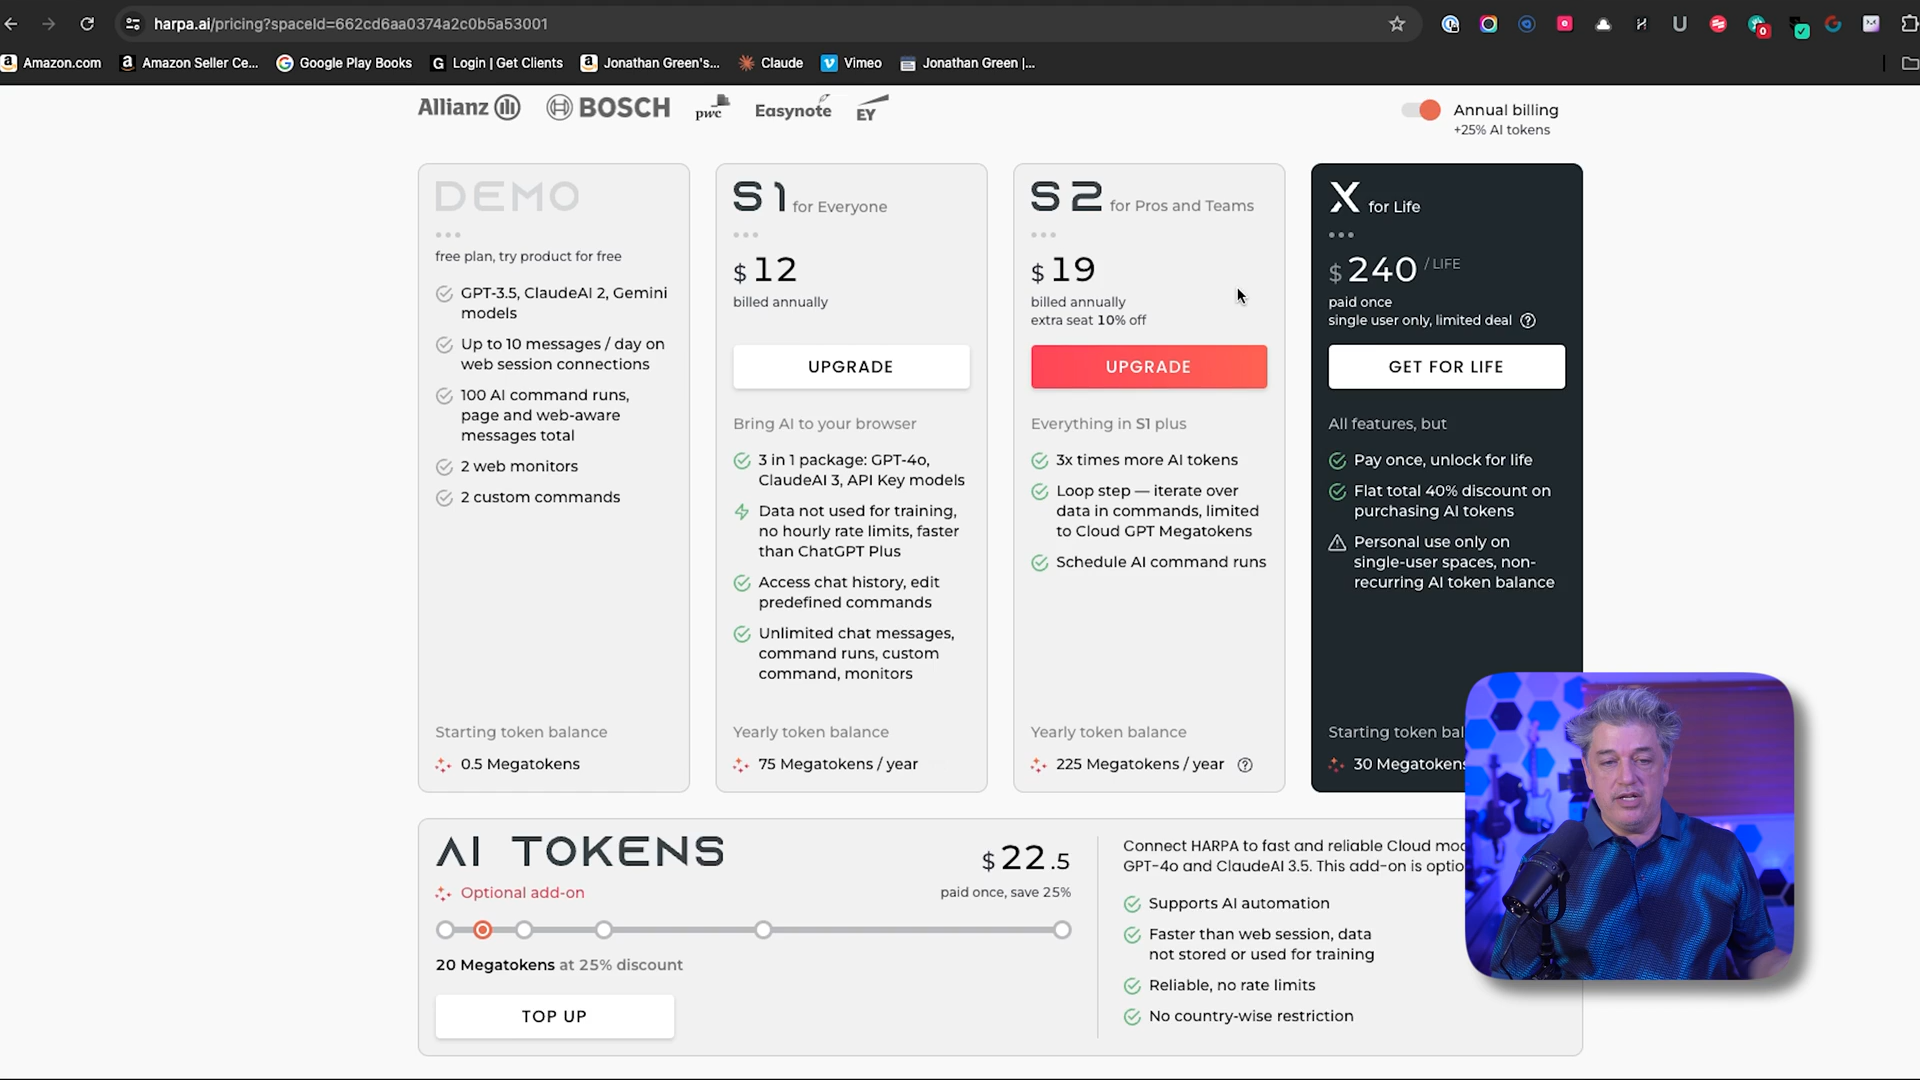 harpa.ai/pricing?spaceId=662cd6aa0374a2c0b5a53001
Amazon.com
Amazon Seller Ce...
Google Play Books
Login | Get Clients
Jonathan Green's...
Claude
Vimeo
Jonathan Green |...
Allianz
BOSCH
pwc
Easynote
EY
Annual billing
+25% AI tokens
DEMO
free plan, try product for free
GPT-3.5, ClaudeAI 2, Gemini
models
Up to 10 messages / day on
web session connections
100 AI command runs,
page and web-aware
messages total
2 web monitors
2 custom commands
Starting token balance
0.5 Megatokens
S1 for Everyone
$ 12
billed annually
UPGRADE
Bring AI to your browser
3 in 1 package: GPT-4o,
ClaudeAI 3, API Key models
Data not used for training,
no hourly rate limits, faster
than ChatGPT Plus
Access chat history, edit
predefined commands
Unlimited chat messages,
command runs, custom
command, monitors
Yearly token balance
75 Megatokens / year
S2 for Pros and Teams
$ 19
billed annually
extra seat 10% off
UPGRADE
Everything in S1 plus
3x times more AI tokens
Loop step — iterate over
data in commands, limited
to Cloud GPT Megatokens
Schedule AI command runs
Yearly token balance
225 Megatokens / year
X for Life
$ 240 / LIFE
paid once
single user only, limited deal
GET FOR LIFE
All features, but
Pay once, unlock for life
Flat total 40% discount on
purchasing AI tokens
Personal use only on
single-user spaces, non-
recurring AI token balance
Starting token bal
30 Megatokens
AI TOKENS
Optional add-on
$ 22.5
paid once, save 25%
20 Megatokens at 25% discount
TOP UP
Connect HARPA to fast and reliable Cloud mo
GPT-4o and ClaudeAI 3.5. This add-on is optio
Supports AI automation
Faster than web session, data
not stored or used for training
Reliable, no rate limits
No country-wise restriction